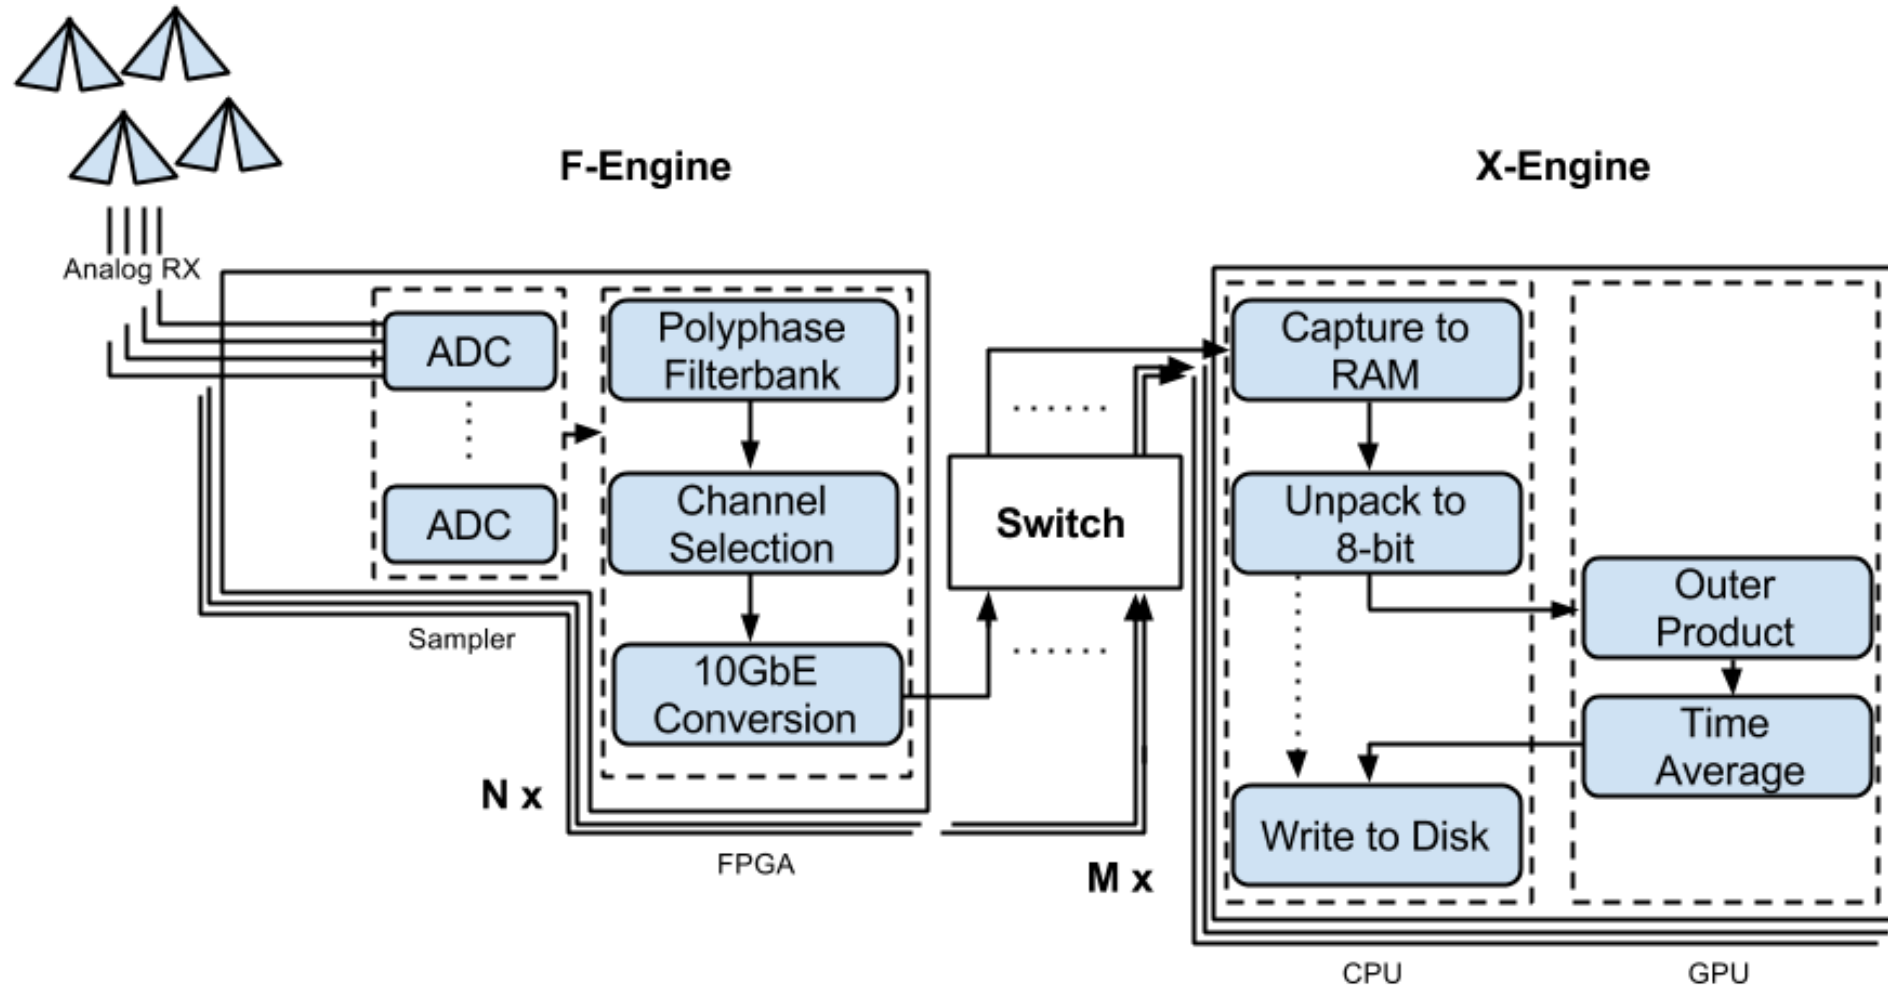 F-Engine
X-Engine
Analog RX
ADC
ADC
Sampler
Polyphase
Filterbank
Channel
Selection
10GbE
Conversion
N x
FPGA
Switch
M x
Capture to
RAM
Unpack to
8-bit
Write to Disk
Outer
Product
Time
Average
CPU
GPU